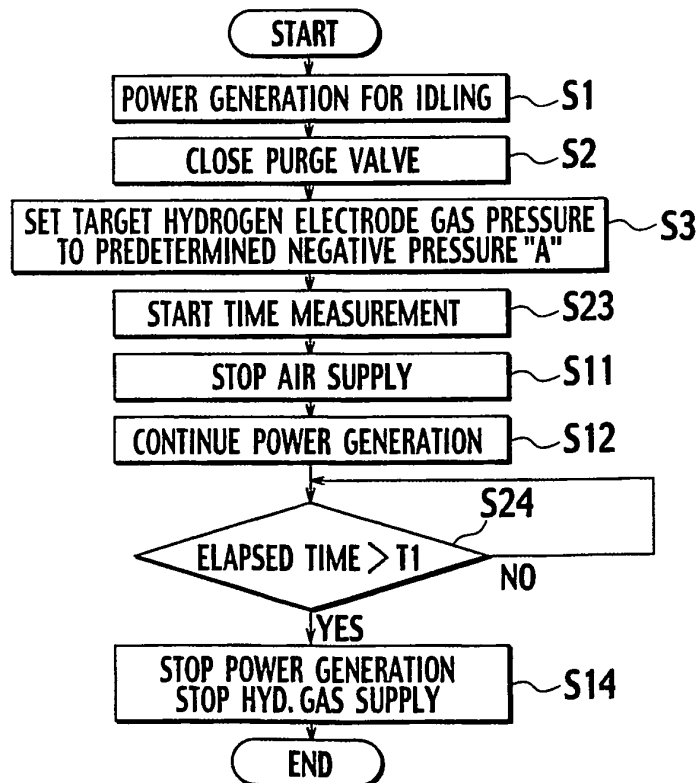 START
POWER GENERATION FOR IDLING
S1
CLOSE PURGE VALVE
S2
SET TARGET HYDROGEN ELECTRODE GAS PRESSURE
TO PREDETERMINED NEGATIVE PRESSURE "A"
S3
START TIME MEASUREMENT
S23
STOP AIR SUPPLY
S11
CONTINUE POWER GENERATION
S12
S24
ELAPSED TIME > T1
NO
YES
STOP POWER GENERATION
STOP HYD. GAS SUPPLY
S14
END